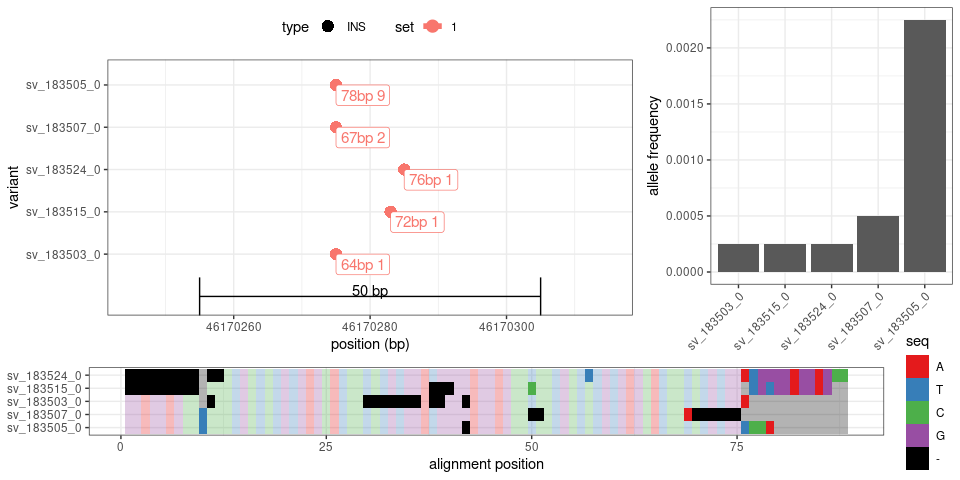 type INS set 1
variant
sv_183505_0
78bp 9
sv_183507_0
67bp 2
sv_183524_0
76bp 1
sv_183515_0
72bp 1
sv_183503_0
64bp 1
50 bp
46170260 46170280 46170300
position (bp)
allele frequency
0.0020
0.0015
0.0010
0.0005
0.0000
sv_183503_0
sv_183515_0
sv_183524_0
sv_183507_0
sv_183505_0
sv_183524_0
sv_183515_0
sv_183503_0
sv_183507_0
sv_183505_0
0 25 50 75
alignment position
seq
A
T
C
G
-